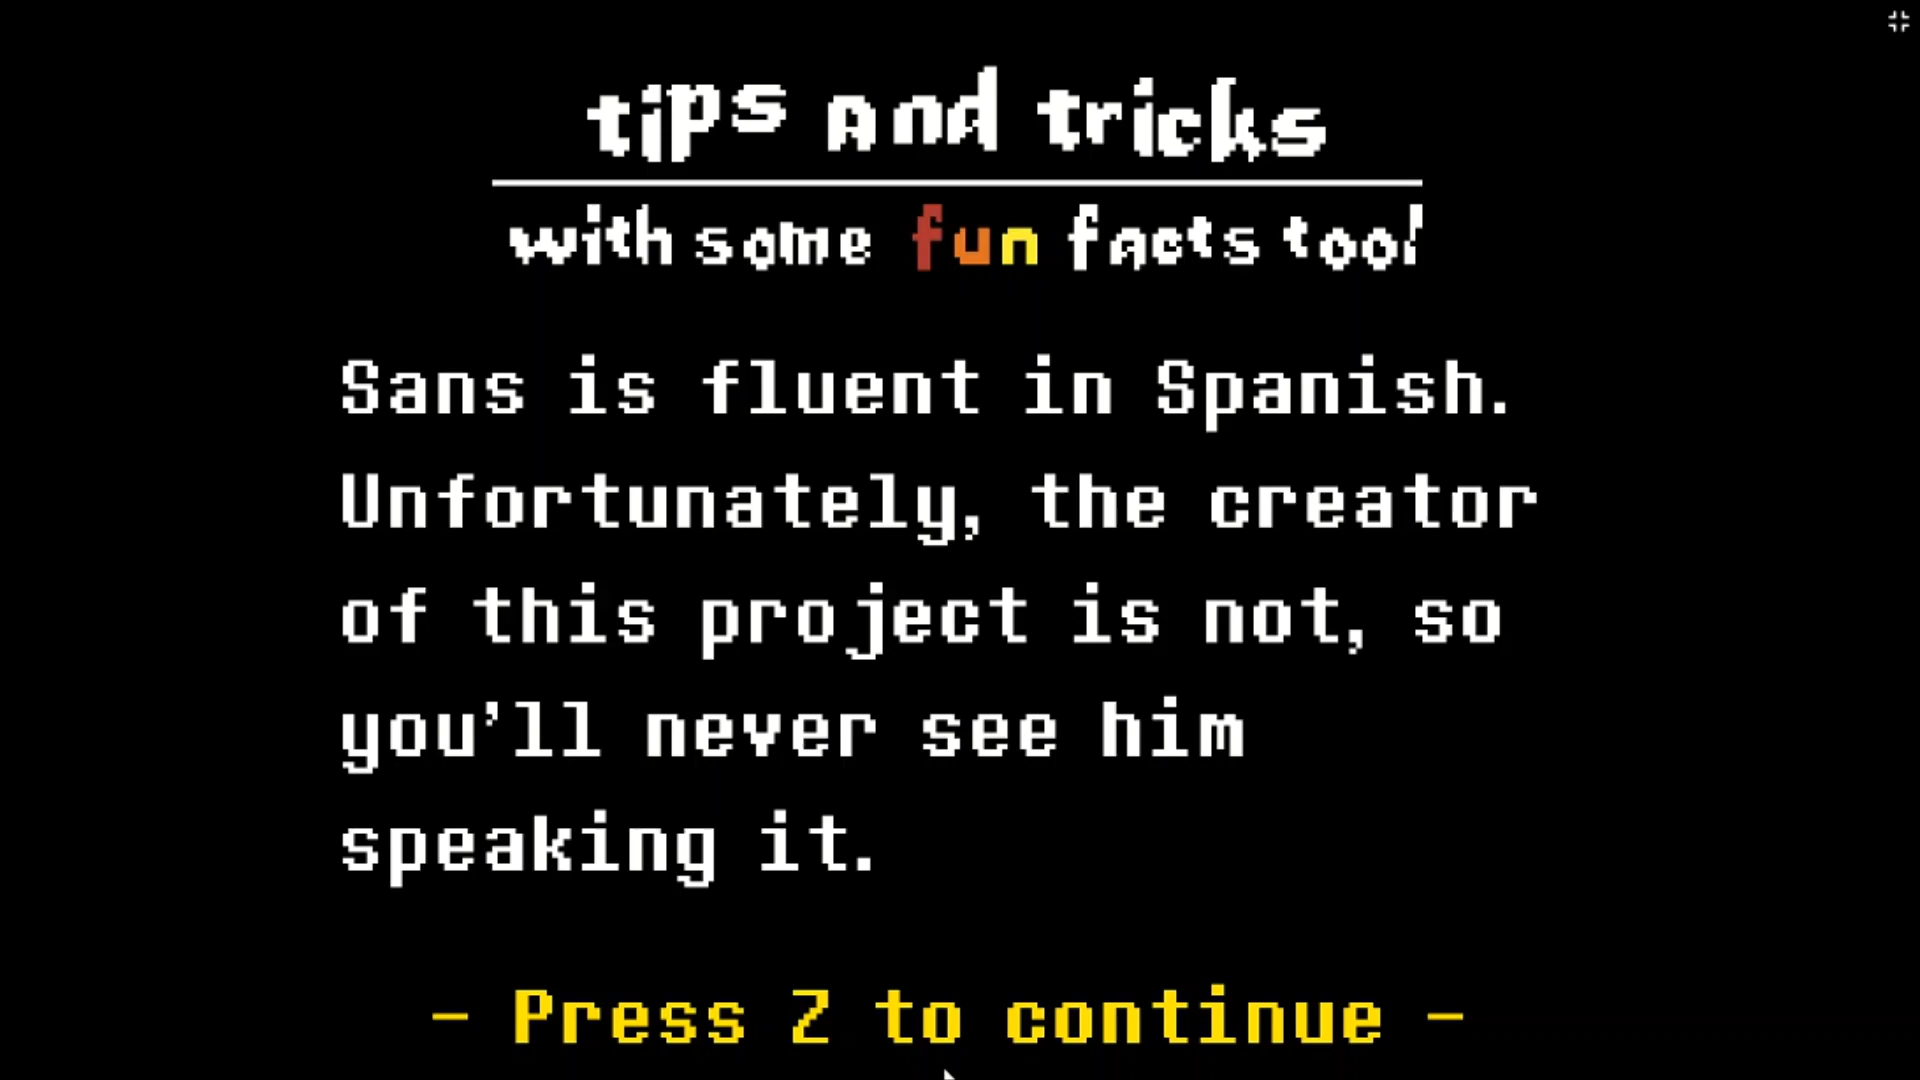 tips and tricks
with some fun facts too!
Sans is fluent in Spanish.
Unfortunately, the creator
of this project is not, so
you'll never see him
speaking it.
- Press Z to continue -